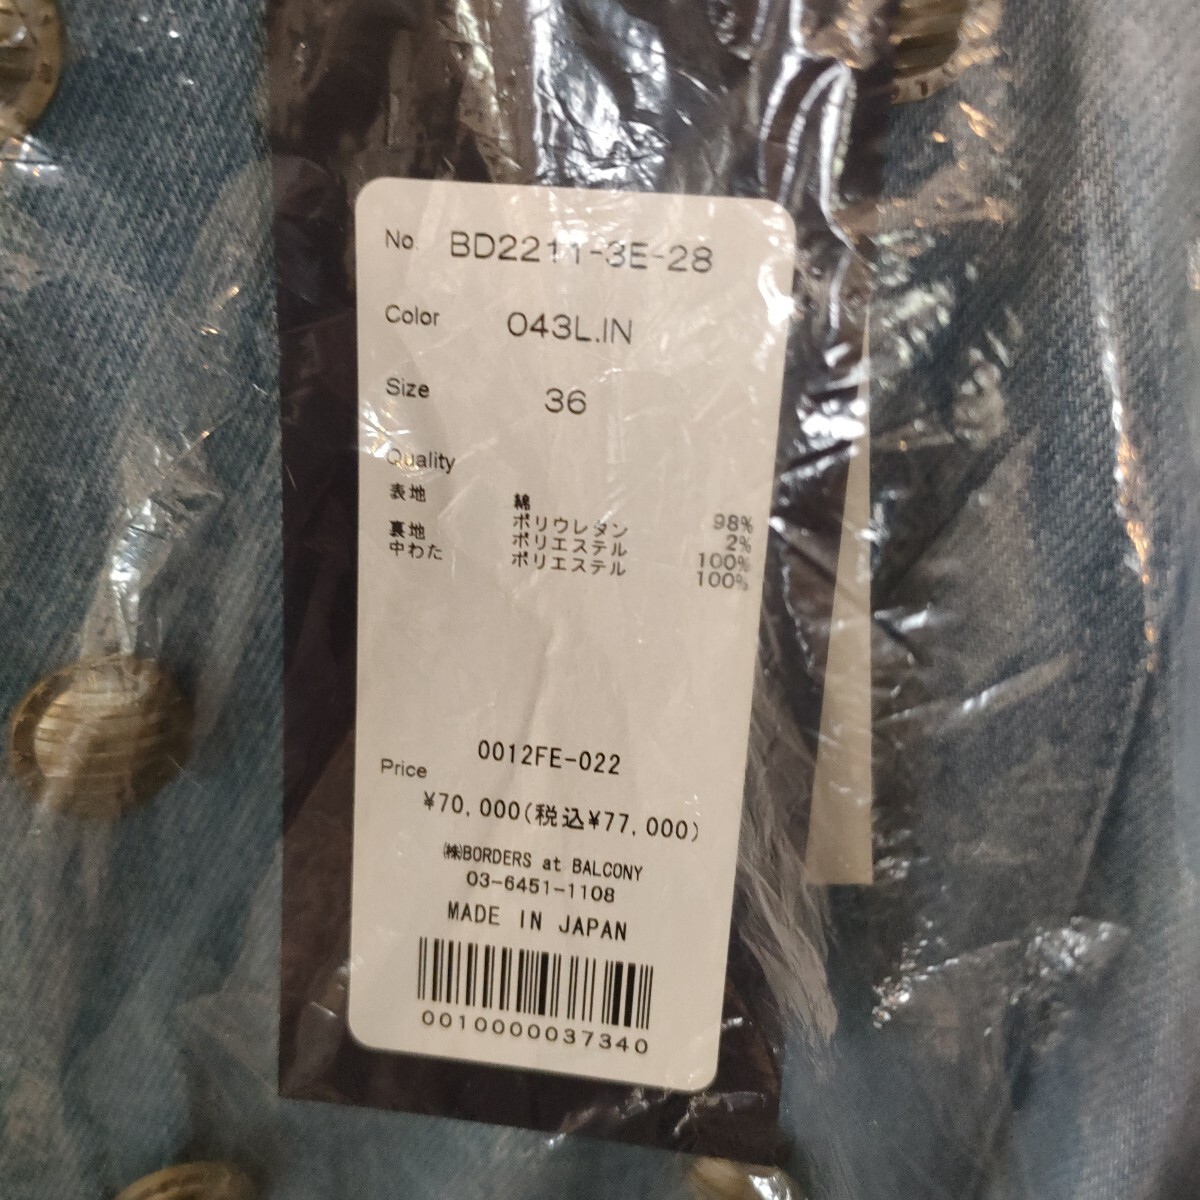 No. BD2211-3E-28
Color 043L.IN
Size 36
Quality
表地 綿 98%
ポリウレタン 2%
裏地 ポリエステル 100%
中わた ポリエステル 100%
0012FE-022
Price
¥70,000(税込¥77,000)
㈱BORDERS at BALCONY
03-6451-1108
MADE IN JAPAN
0010000037340